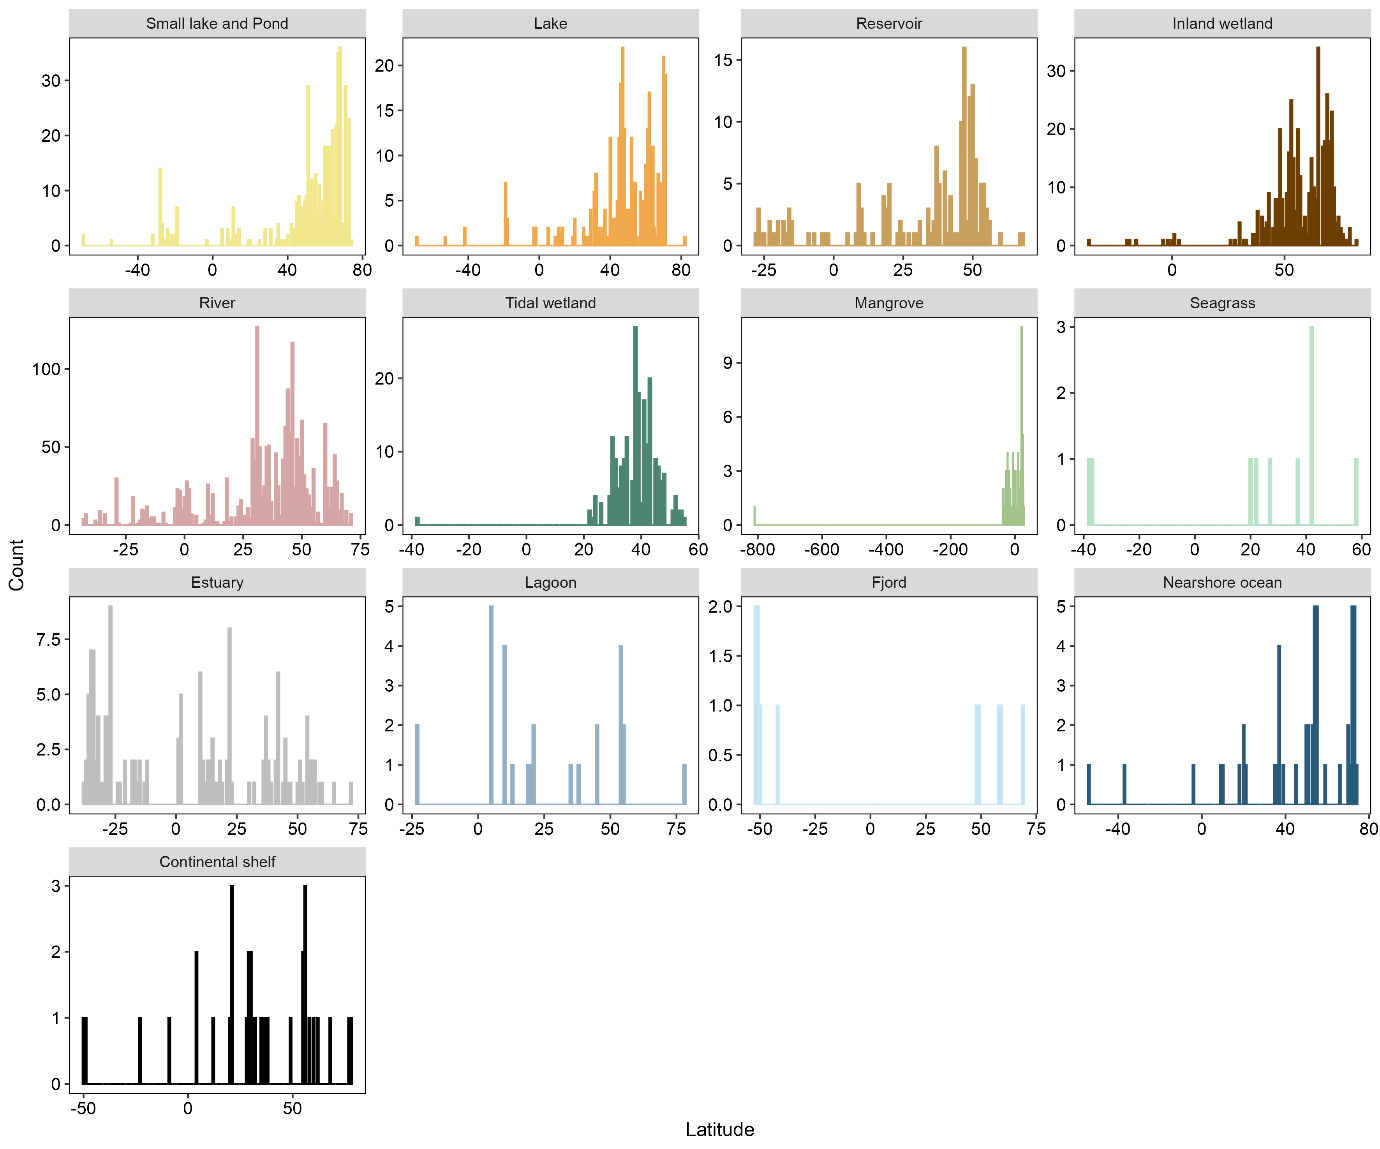 Small lake and Pond
Lake
Reservoir
Inland wetland
30
20
10
0
20
15
10
5
0
15
10
5
0
30
20
10
0
-40 0 40 80
-40 0 40 80
-25 0 25 50
0 50
River
Tidal wetland
Mangrove
Seagrass
100
50
0
20
10
0
9
6
3
0
3
2
1
0
-25 0 25 50 75
-40 -20 0 20 40 60
-800 -600 -400 -200 0
-40 -20 0 20 40 60
Count
Estuary
Lagoon
Fjord
Nearshore ocean
7.5
5.0
2.5
0.0
5
4
3
2
1
0
2.0
1.5
1.0
0.5
0.0
5
4
3
2
1
0
-25 0 25 50 75
-25 0 25 50 75
-50 -25 0 25 50 75
-40 0 40 80
Continental shelf
3
2
1
0
-50 0 50
Latitude